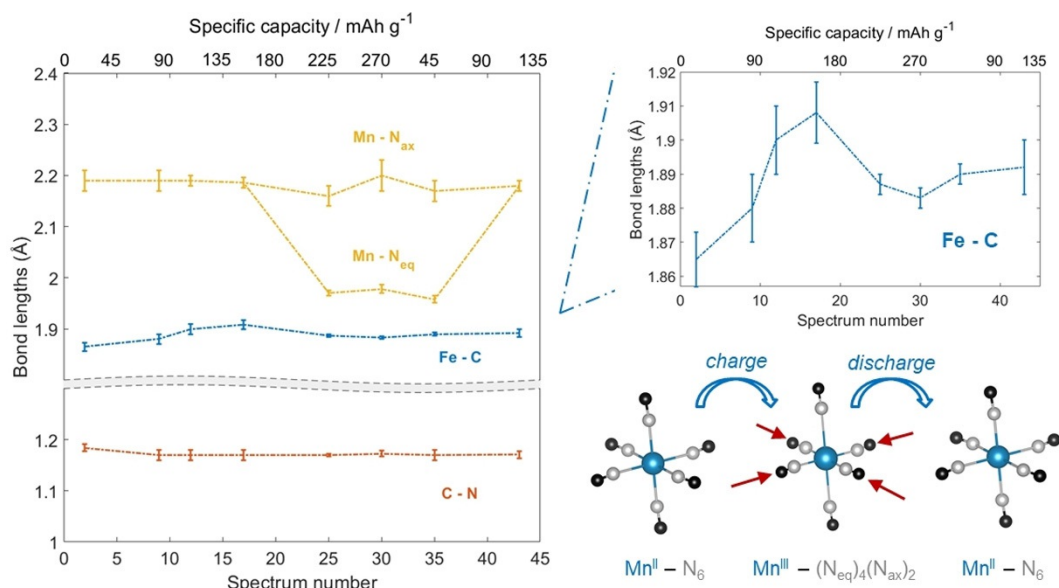 Specific capacity / mAh g⁻¹
0 45 90 135 180 225 270 45 90 135
2.4
2.3
2.2
2.1
2
1.9
1.2
1.1
1
Bond lengths (Å)
Mn - Nax
Mn - Neq
Fe - C
C - N
0 5 10 15 20 25 30 35 40 45
Spectrum number
Specific capacity / mAh g⁻¹
0 90 180 270 90 135
1.92
1.91
1.9
1.89
1.88
1.87
1.86
Bond lengths (Å)
Fe - C
0 10 20 30 40
Spectrum number
charge discharge
Mnᴵᴵ – N₆ Mnᴵᴵᴵ – (Neq)₄(Nax)₂ Mnᴵᴵ – N₆